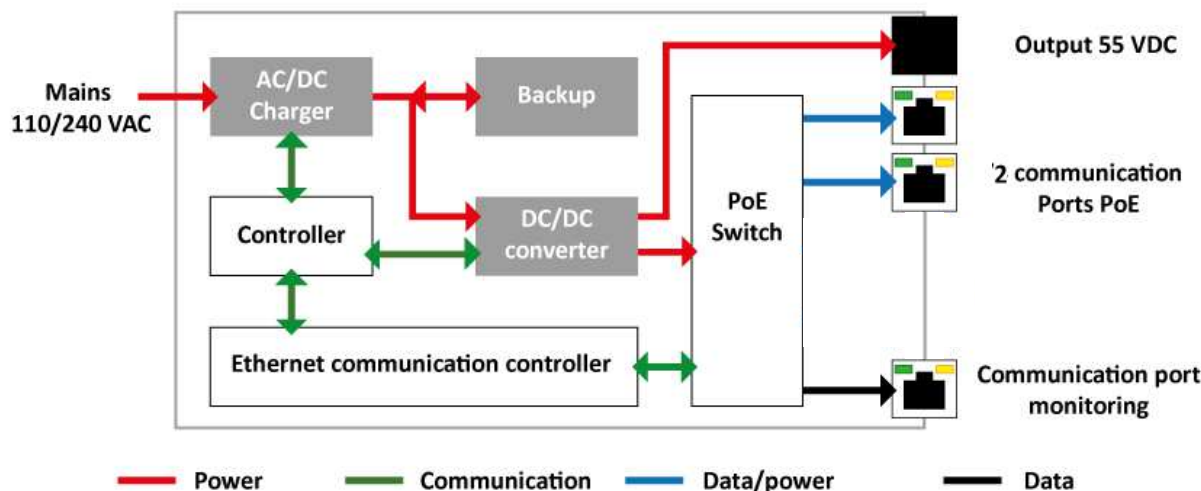 Output 55 VDC
Mains
110/240 VAC
AC/DC
Charger
Backup
'2 communication
Ports PoE
PoE
Switch
Controller
DC/DC
converter
Ethernet communication controller
Communication port
monitoring
Power
Communication
Data/power
Data